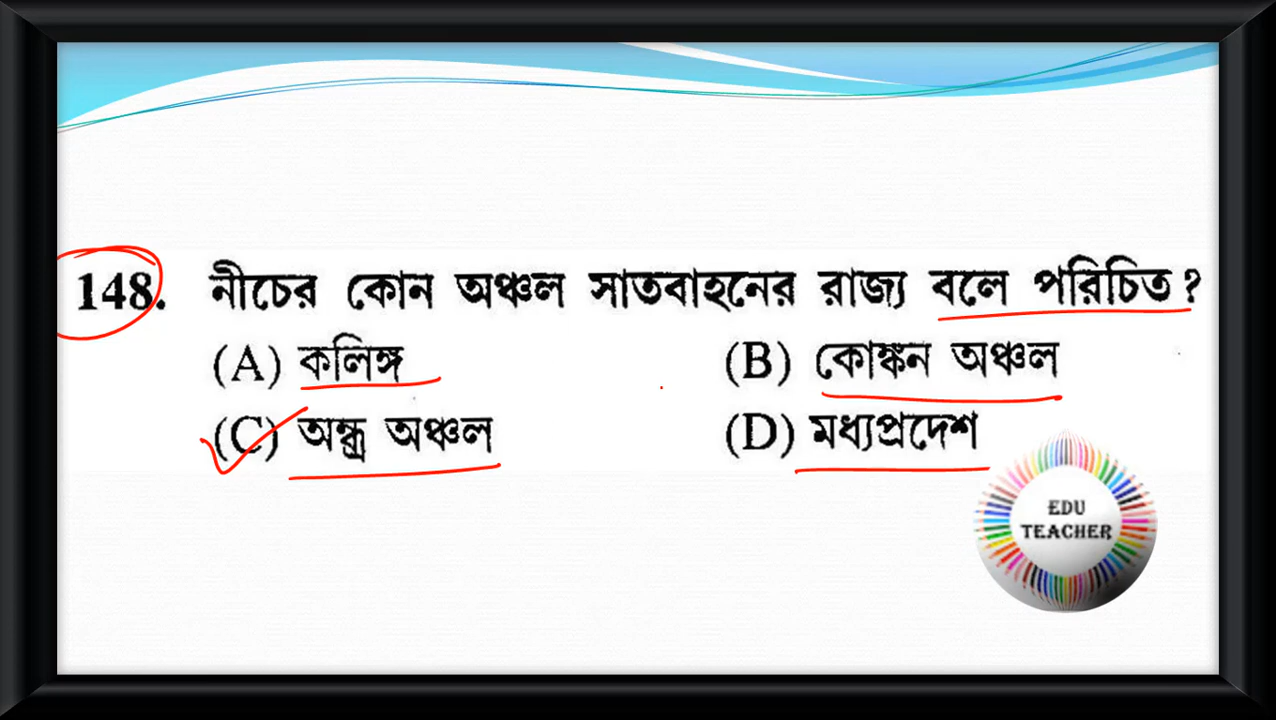 148. নীচের কোন অঞ্চল সাতবাহনের রাজ্য বলে পরিচিত?
(A) কলিঙ্গ (B) কোঙ্কন অঞ্চল
(C) অন্ধ্র অঞ্চল (D) মধ্যপ্রদেশ
EDU
TEACHER